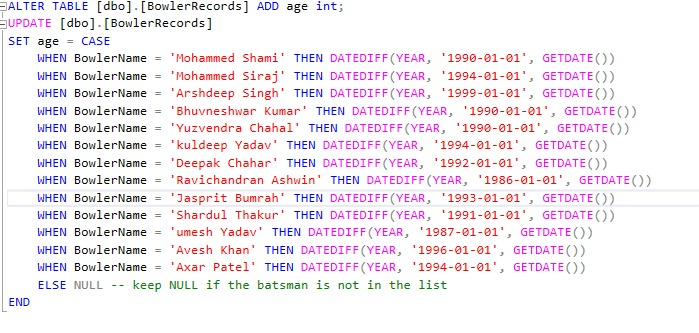 ALTER TABLE [dbo].[BowlerRecords] ADD age int;
UPDATE [dbo].[BowlerRecords]
SET age = CASE
    WHEN BowlerName = 'Mohammed Shami' THEN DATEDIFF(YEAR, '1990-01-01', GETDATE())
    WHEN BowlerName = 'Mohammed Siraj' THEN DATEDIFF(YEAR, '1994-01-01', GETDATE())
    WHEN BowlerName = 'Arshdeep Singh' THEN DATEDIFF(YEAR, '1999-01-01', GETDATE())
    WHEN BowlerName = 'Bhuvneshwar Kumar' THEN DATEDIFF(YEAR, '1990-01-01', GETDATE())
    WHEN BowlerName = 'Yuzvendra Chahal' THEN DATEDIFF(YEAR, '1990-01-01', GETDATE())
    WHEN BowlerName = 'kuldeep Yadav' THEN DATEDIFF(YEAR, '1994-01-01', GETDATE())
    WHEN BowlerName = 'Deepak Chahar' THEN DATEDIFF(YEAR, '1992-01-01', GETDATE())
    WHEN BowlerName = 'Ravichandran Ashwin' THEN DATEDIFF(YEAR, '1986-01-01', GETDATE())
    WHEN BowlerName = 'Jasprit Bumrah' THEN DATEDIFF(YEAR, '1993-01-01', GETDATE())
    WHEN BowlerName = 'Shardul Thakur' THEN DATEDIFF(YEAR, '1991-01-01', GETDATE())
    WHEN BowlerName = 'umesh Yadav' THEN DATEDIFF(YEAR, '1987-01-01', GETDATE())
    WHEN BowlerName = 'Avesh Khan' THEN DATEDIFF(YEAR, '1996-01-01', GETDATE())
    WHEN BowlerName = 'Axar Patel' THEN DATEDIFF(YEAR, '1994-01-01', GETDATE())
    ELSE NULL -- keep NULL if the batsman is not in the list
END